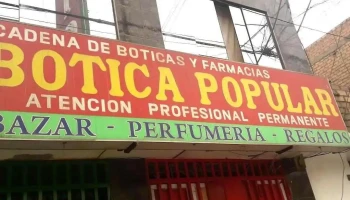 CADENA DE BOTICAS Y FARMACIAS
BOTICA POPULAR
ATENCION PROFESIONAL PERMANENTE
BAZAR - PERFUMERIA - REGALOS